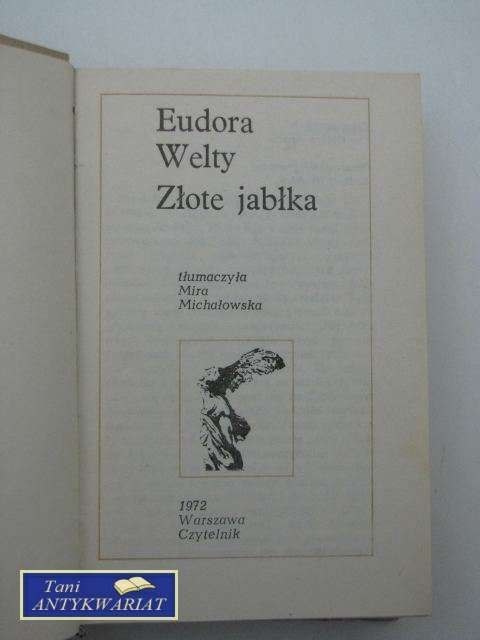 Eudora
Welty
Złote jabłka
tłumaczyła
Mira
Michałowska
1972
Warszawa
Czytelnik
Tani
ANTYKWARIAT